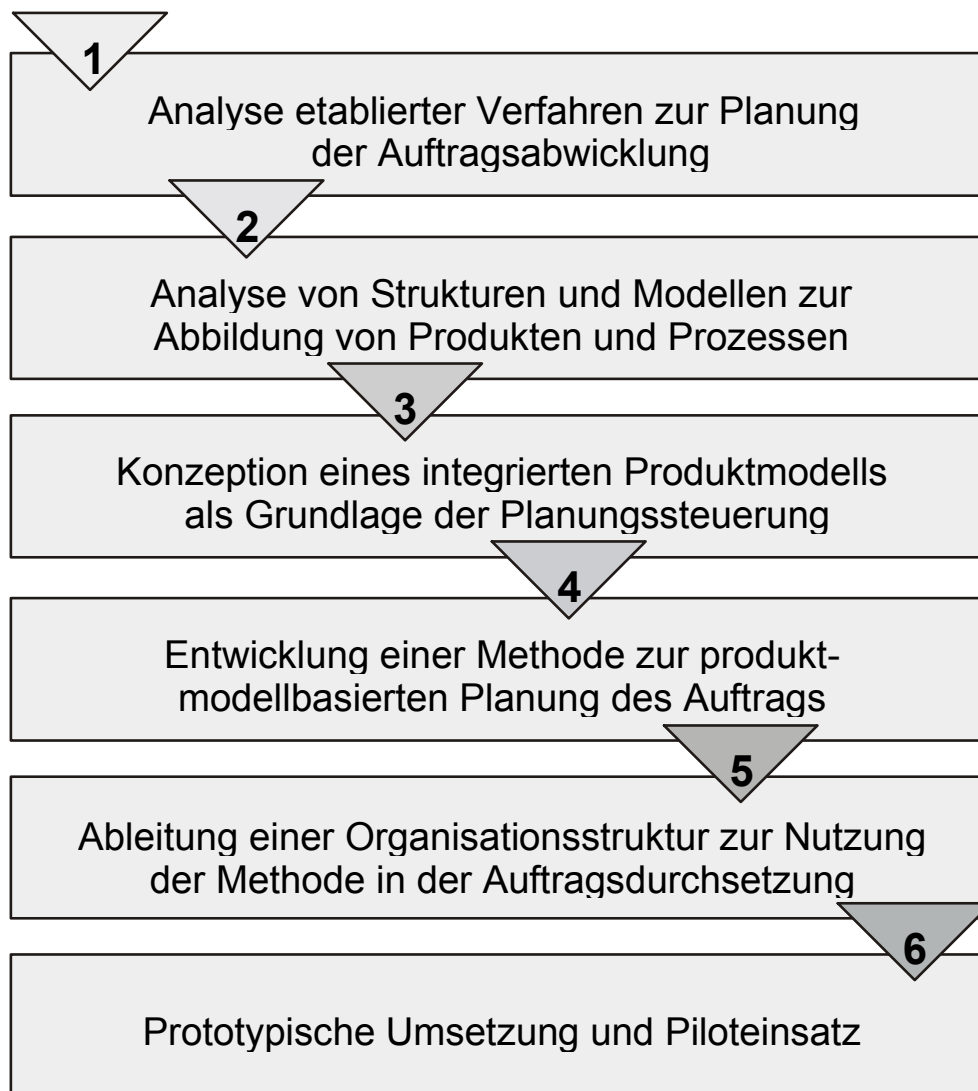 1
Analyse etablierter Verfahren zur Planung
der Auftragsabwicklung
2
Analyse von Strukturen und Modellen zur
Abbildung von Produkten und Prozessen
3
Konzeption eines integrierten Produktmodells
als Grundlage der Planungssteuerung
4
Entwicklung einer Methode zur produkt-
modellbasierten Planung des Auftrags
5
Ableitung einer Organisationsstruktur zur Nutzung
der Methode in der Auftragsdurchsetzung
6
Prototypische Umsetzung und Piloteinsatz